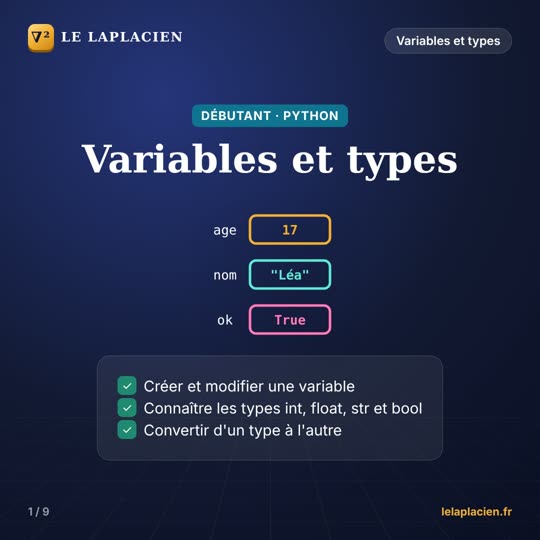 ∇² LE LAPLACIEN
Variables et types
DÉBUTANT · PYTHON
Variables et types
age 17
nom "Léa"
ok True
Créer et modifier une variable
Connaître les types int, float, str et bool
Convertir d'un type à l'autre
1 / 9
lelaplacien.fr